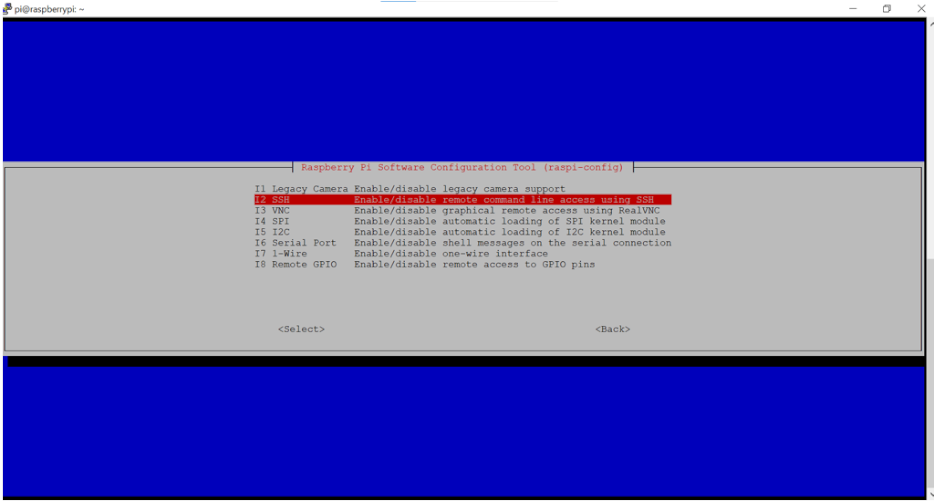 pi@raspberrypi: ~
Raspberry Pi Software Configuration Tool (raspi-config)
I1 Legacy Camera Enable/disable legacy camera support
I2 SSH Enable/disable remote command line access using SSH
I3 VNC Enable/disable graphical remote access using RealVNC
I4 SPI Enable/disable automatic loading of SPI kernel module
I5 I2C Enable/disable automatic loading of I2C kernel module
I6 Serial Port Enable/disable shell messages on the serial connection
I7 1-Wire Enable/disable one-wire interface
I8 Remote GPIO Enable/disable remote access to GPIO pins
<Select> <Back>